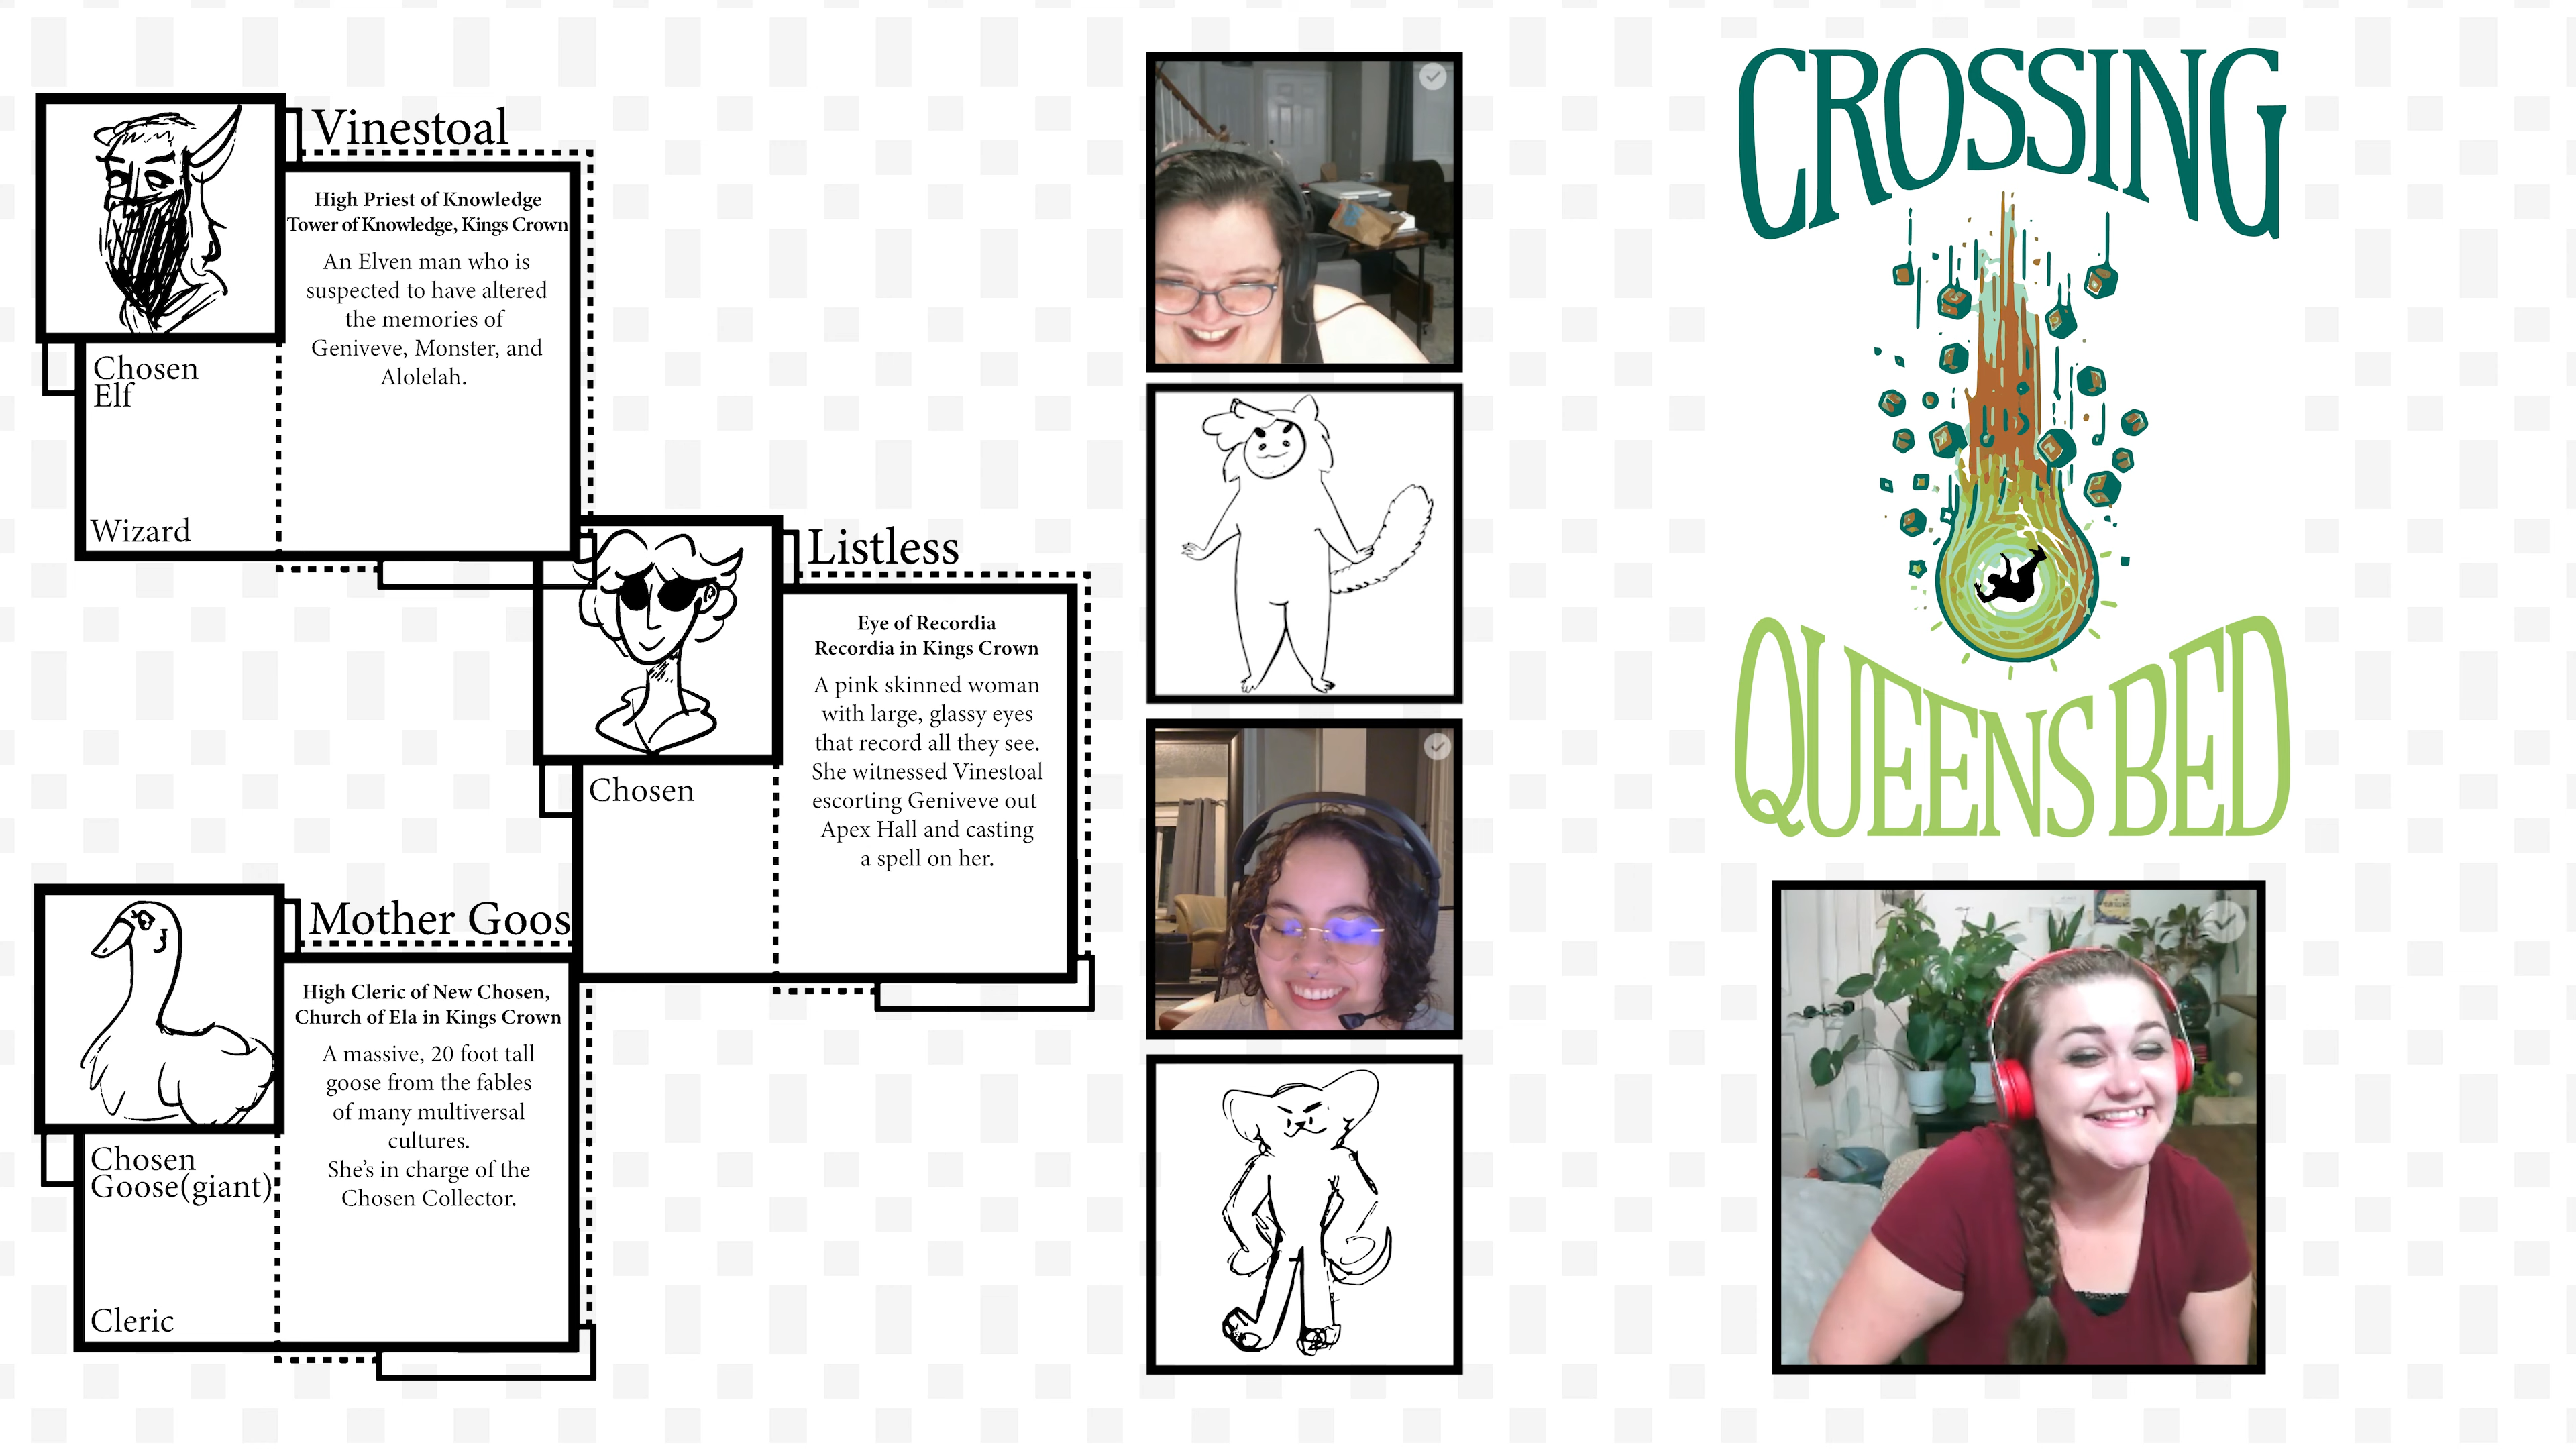 Vinestoal
High Priest of Knowledge
Tower of Knowledge, Kings Crown
An Elven man who is
suspected to have altered
the memories of
Geniveve, Monster, and
Alolelah.
Chosen
Elf
Wizard
Listless
Eye of Recordia
Recordia in Kings Crown
A pink skinned woman
with large, glassy eyes
that record all they see.
She witnessed Vinestoal
escorting Geniveve out
Apex Hall and casting
a spell on her.
Chosen
Mother Goos
High Cleric of New Chosen,
Church of Ela in Kings Crown
A massive, 20 foot tall
goose from the fables
of many multiversal
cultures.
She’s in charge of the
Chosen Collector.
Chosen
Goose(giant)
Cleric
CROSSING
QUEENS BED